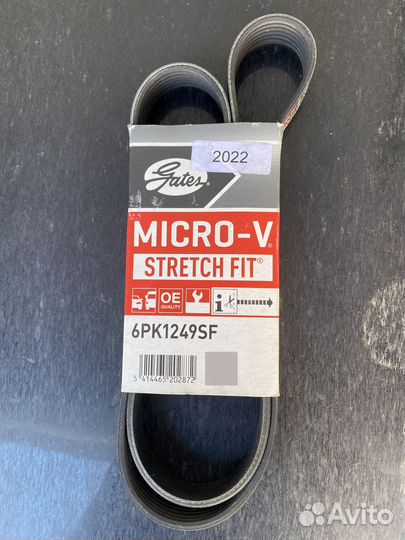 2022
Gates
MICRO-V®
STRETCH FIT®
OE
QUALITY
i
6PK1249SF
5 414465 202872
Avito